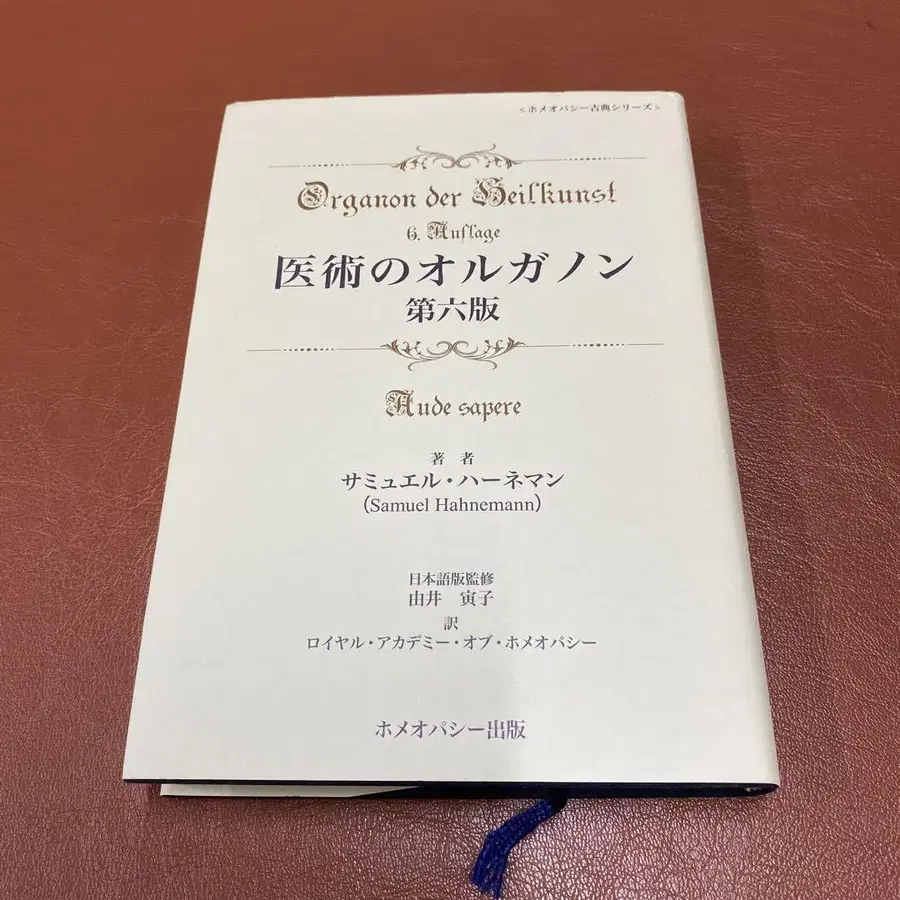 <ホメオパシー古典シリーズ>
Organon der Heilkunst
6. Auflage
医術のオルガノン
第六版
Aude sapere
著 者
サミュエル・ハーネマン
(Samuel Hahnemann)
日本語版監修
由井 寅子
訳
ロイヤル・アカデミー・オブ・ホメオパシー
ホメオパシー出版